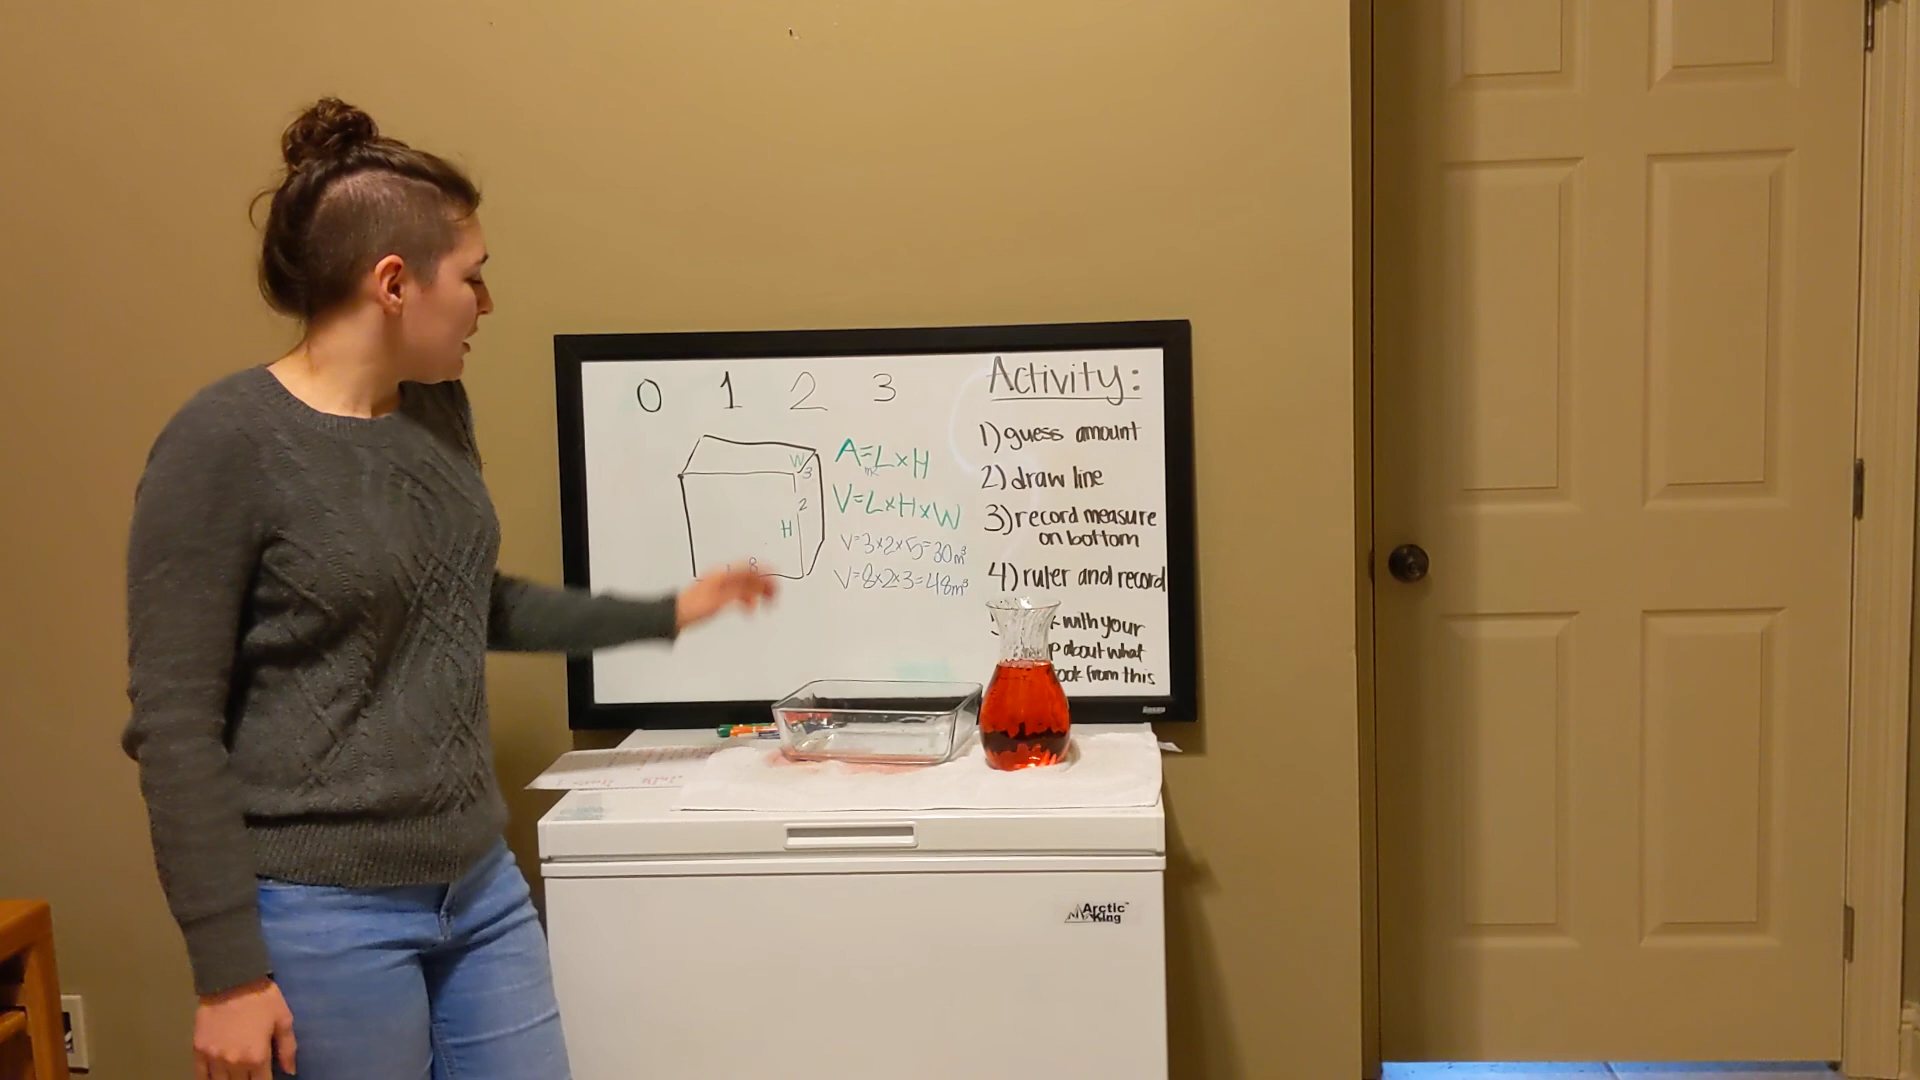 0 1 2 3
W
3
2
H
8
A=L×H
V=L×H×W
V=3×2×5=30m³
V=8×2×3=48m³
Activity:
1) guess amount
2) draw line
3) record measure
on bottom
4) ruler and record
with your
about what
from this
Arctic
King